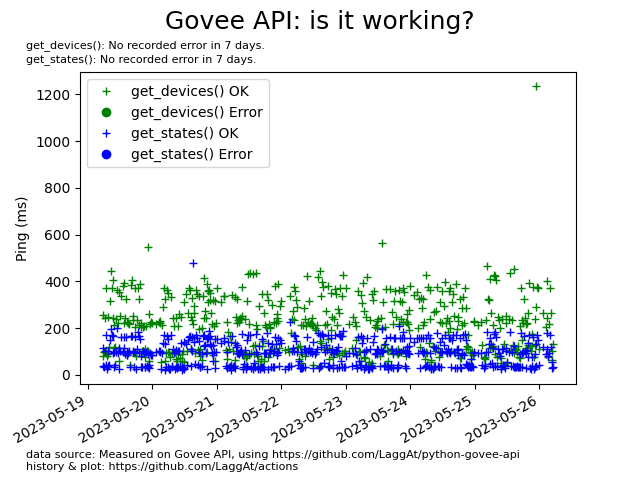 Govee API: is it working?
get_devices(): No recorded error in 7 days.
get_states(): No recorded error in 7 days.
get_devices() OK
get_devices() Error
get_states() OK
get_states() Error
Ping (ms)
1200
1000
800
600
400
200
0
2023-05-19
2023-05-20
2023-05-21
2023-05-22
2023-05-23
2023-05-24
2023-05-25
2023-05-26
data source: Measured on Govee API, using https://github.com/LaggAt/python-govee-api
history & plot: https://github.com/LaggAt/actions